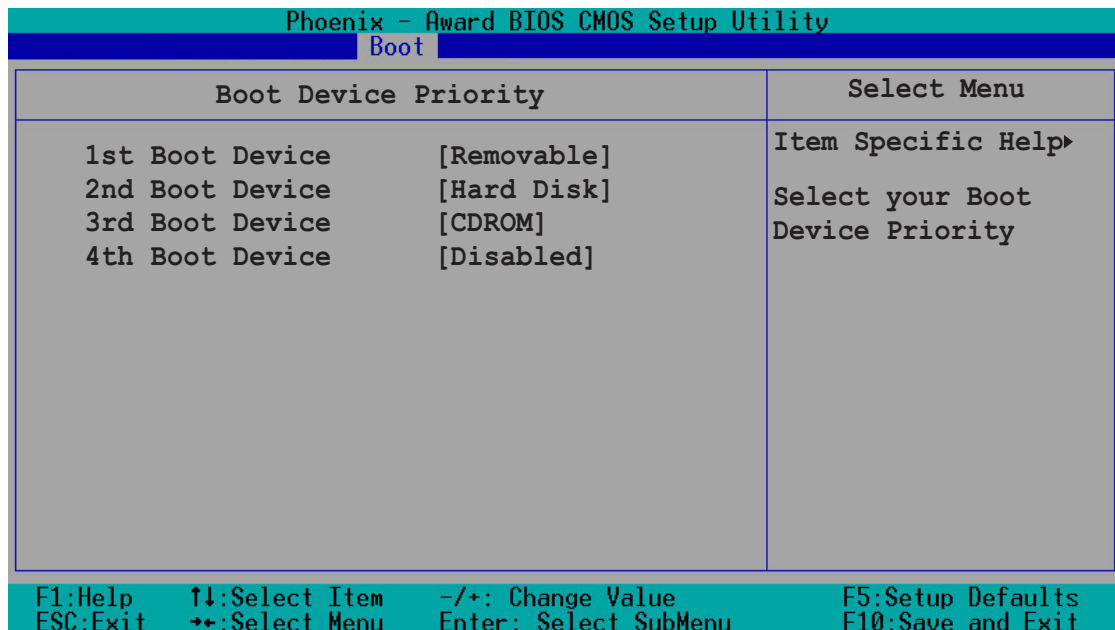 Phoenix - Award BIOS CMOS Setup Utility
Boot
Boot Device Priority
Select Menu
1st Boot Device [Removable]
2nd Boot Device [Hard Disk]
3rd Boot Device [CDROM]
4th Boot Device [Disabled]
Item Specific Help▸
Select your Boot
Device Priority
F1:Help ↑↓:Select Item -/+: Change Value F5:Setup Defaults
ESC:Exit →←:Select Menu Enter: Select SubMenu F10:Save and Exit